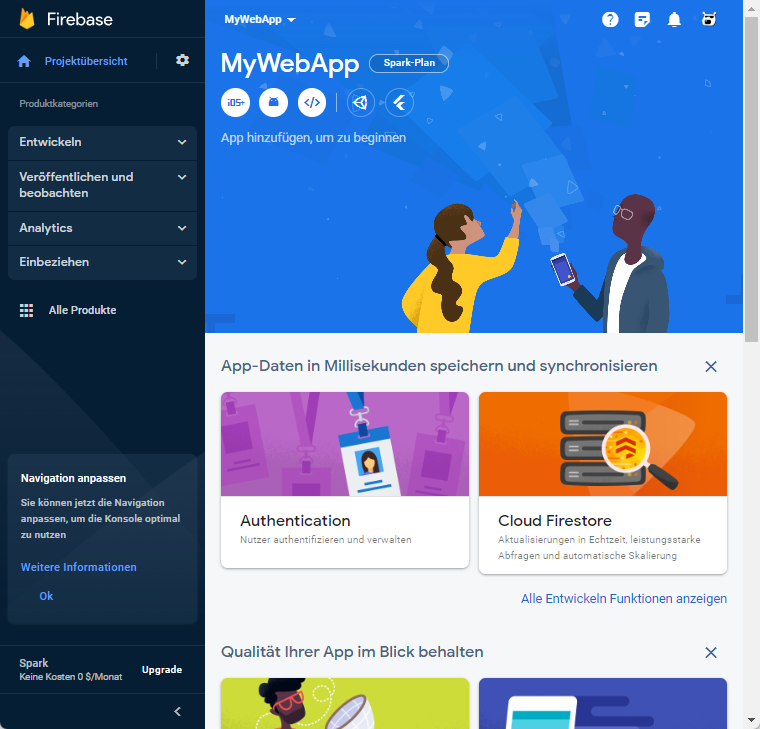 Firebase
Projektübersicht
Produktkategorien
Entwickeln
Veröffentlichen und
beobachten
Analytics
Einbeziehen
Alle Produkte
Navigation anpassen
Sie können jetzt die Navigation
anpassen, um die Konsole optimal
zu nutzen
Weitere Informationen
Ok
Spark
Keine Kosten 0 $/Monat
Upgrade
MyWebApp
MyWebApp
Spark-Plan
iOS+
App hinzufügen, um zu beginnen
App-Daten in Millisekunden speichern und synchronisieren
Authentication
Nutzer authentifizieren und verwalten
Cloud Firestore
Aktualisierungen in Echtzeit, leistungsstarke
Abfragen und automatische Skalierung
Alle Entwickeln Funktionen anzeigen
Qualität Ihrer App im Blick behalten